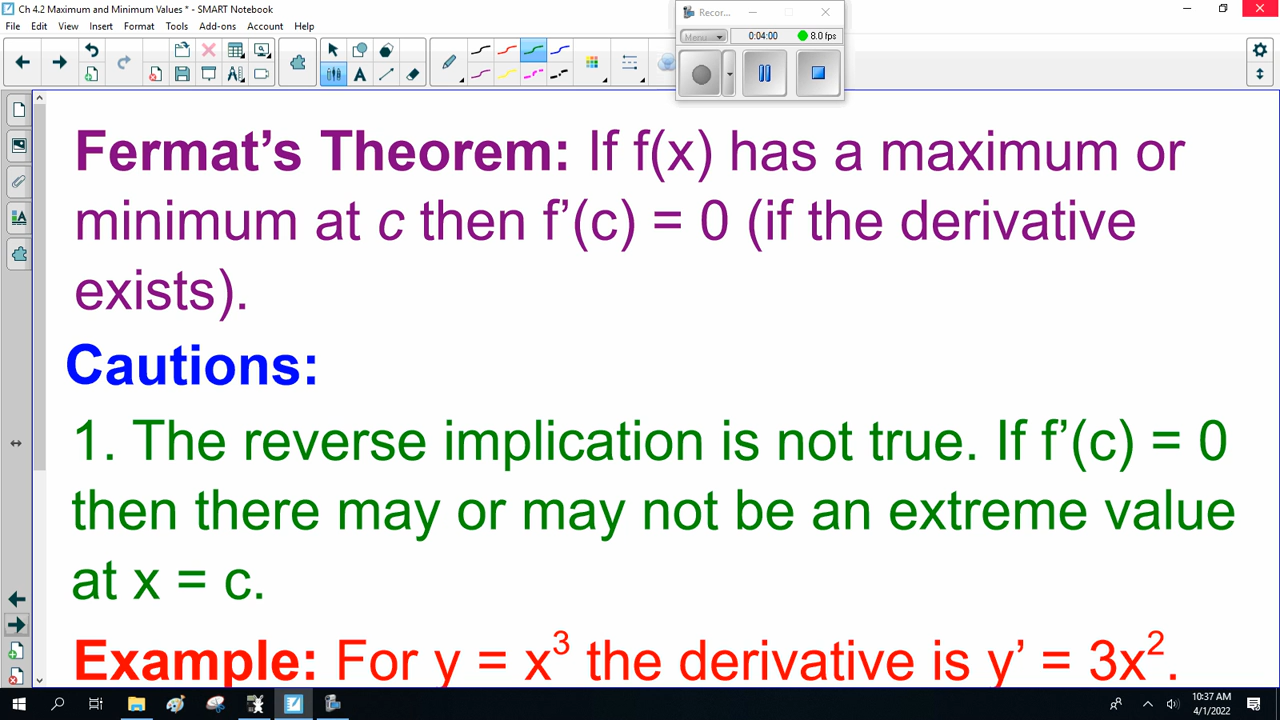 Ch 4.2 Maximum and Minimum Values * - SMART Notebook
File Edit View Insert Format Tools Add-ons Account Help
Recor...
Menu 0:04:00 8.0 fps
Fermat’s Theorem: If f(x) has a maximum or
minimum at c then f’(c) = 0 (if the derivative
exists).
Cautions:
1. The reverse implication is not true. If f’(c) = 0
then there may or may not be an extreme value
at x = c.
Example: For y = x³ the derivative is y’ = 3x².
10:37 AM
4/1/2022